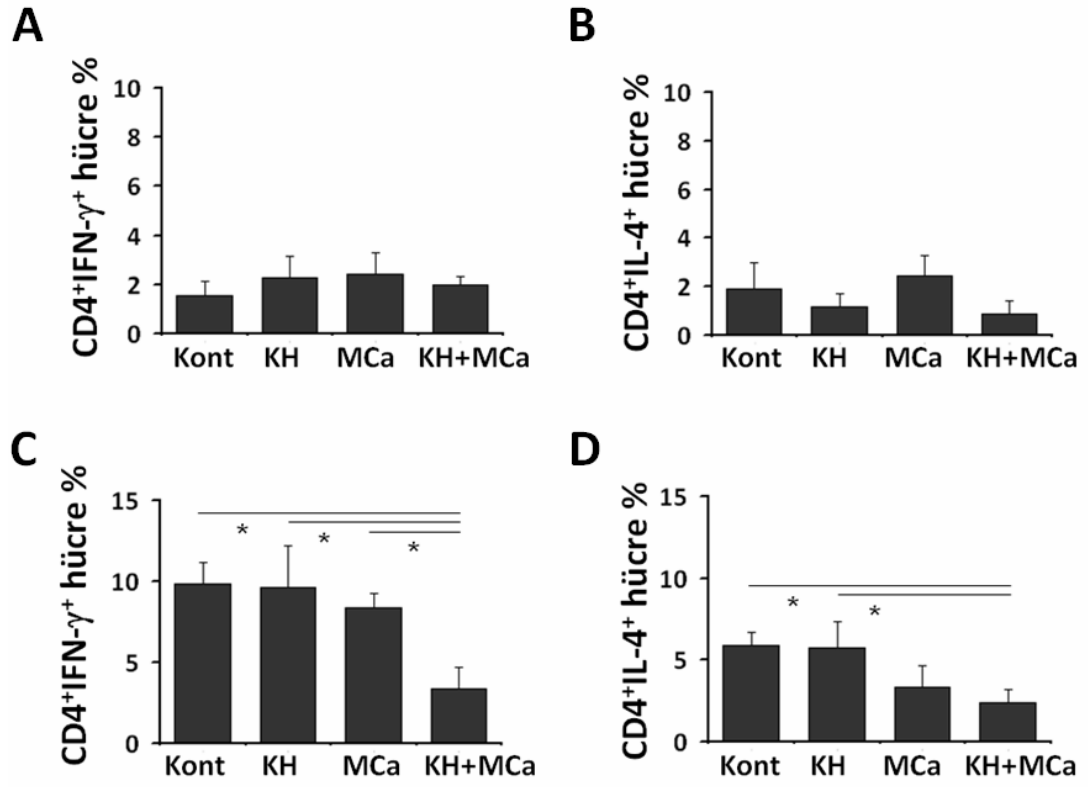 A
CD4⁺IFN-γ⁺ hücre %
10
8
6
4
2
0
Kont KH MCa KH+MCa
B
CD4⁺IL-4⁺ hücre %
10
8
6
4
2
0
Kont KH MCa KH+MCa
C
CD4⁺IFN-γ⁺ hücre %
15
10
5
0
* * *
Kont KH MCa KH+MCa
D
CD4⁺IL-4⁺ hücre %
15
10
5
0
* *
Kont KH MCa KH+MCa